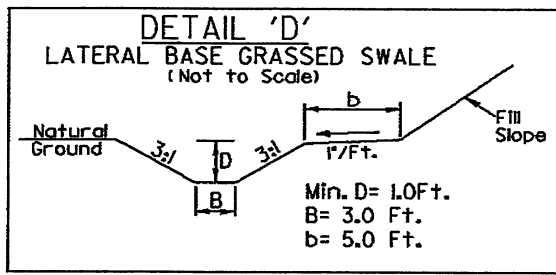 DETAIL 'D'
LATERAL BASE GRASSED SWALE
(Not to Scale)
b
Natural
Ground
3:1
D
3:1
1"/Ft.
Fill
Slope
B
Min. D= 1.0Ft.
B= 3.0 Ft.
b= 5.0 Ft.